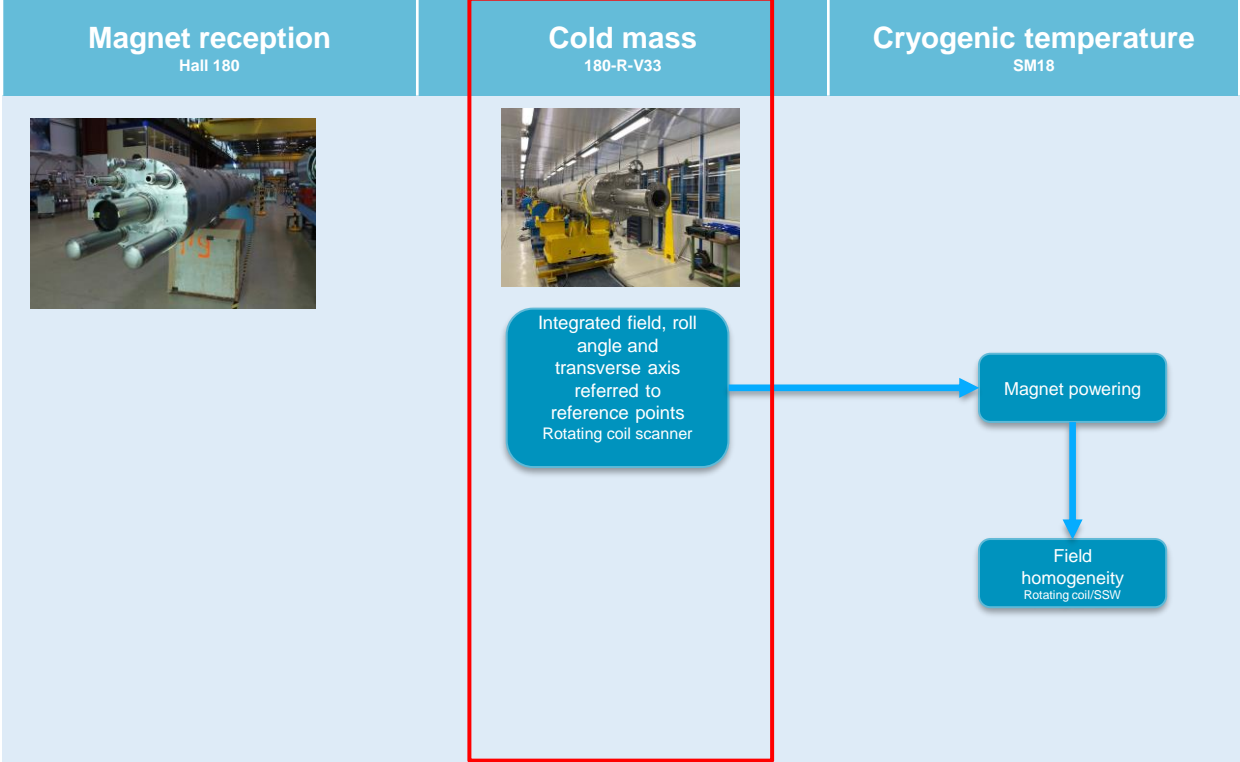 Magnet reception
Hall 180
Cold mass
180-R-V33
Cryogenic temperature
SM18
Integrated field, roll
angle and
transverse axis
referred to
reference points
Rotating coil scanner
Magnet powering
Field
homogeneity
Rotating coil/SSW